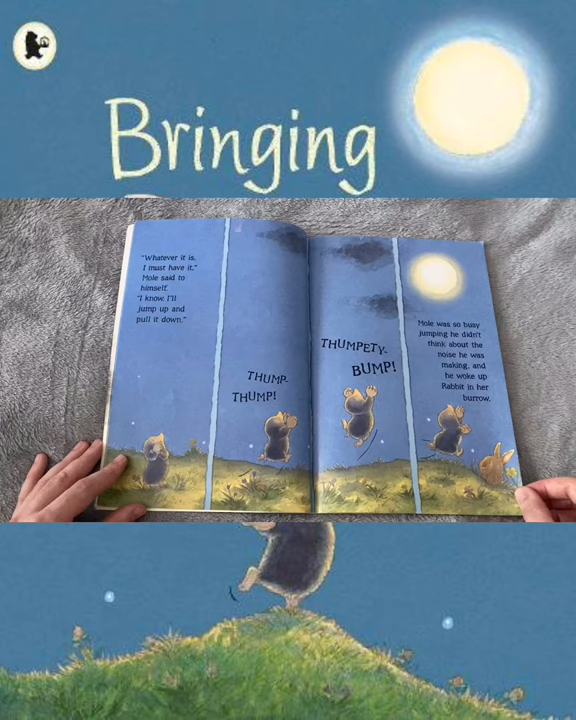 Bringing
"Whatever it is,
I must have it,"
Mole said to
himself.
"I know, I'll
jump up and
pull it down."
THUMP-
THUMP!
THUMPETY-
BUMP!
Mole was so busy
jumping he didn't
think about the
noise he was
making, and
he woke up
Rabbit in her
burrow.